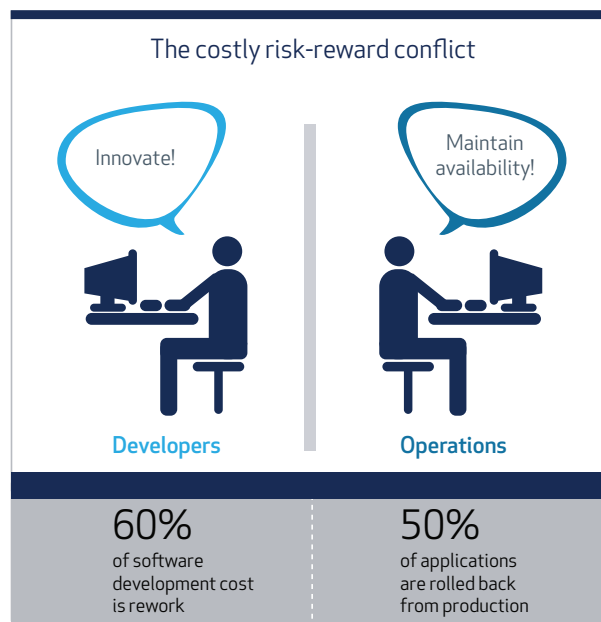 The costly risk-reward conflict
Innovate!
Maintain
availability!
Developers
Operations
60%
of software
development cost
is rework
50%
of applications
are rolled back
from production